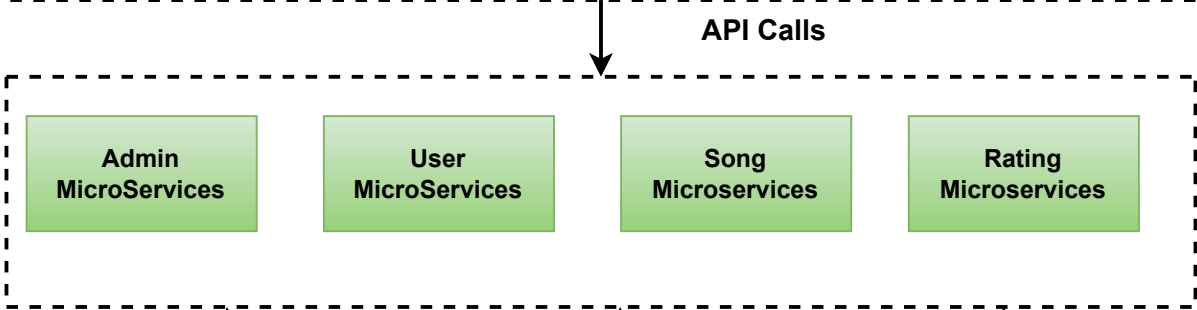 API Calls
Admin
MicroServices
User
MicroServices
Song
Microservices
Rating
Microservices